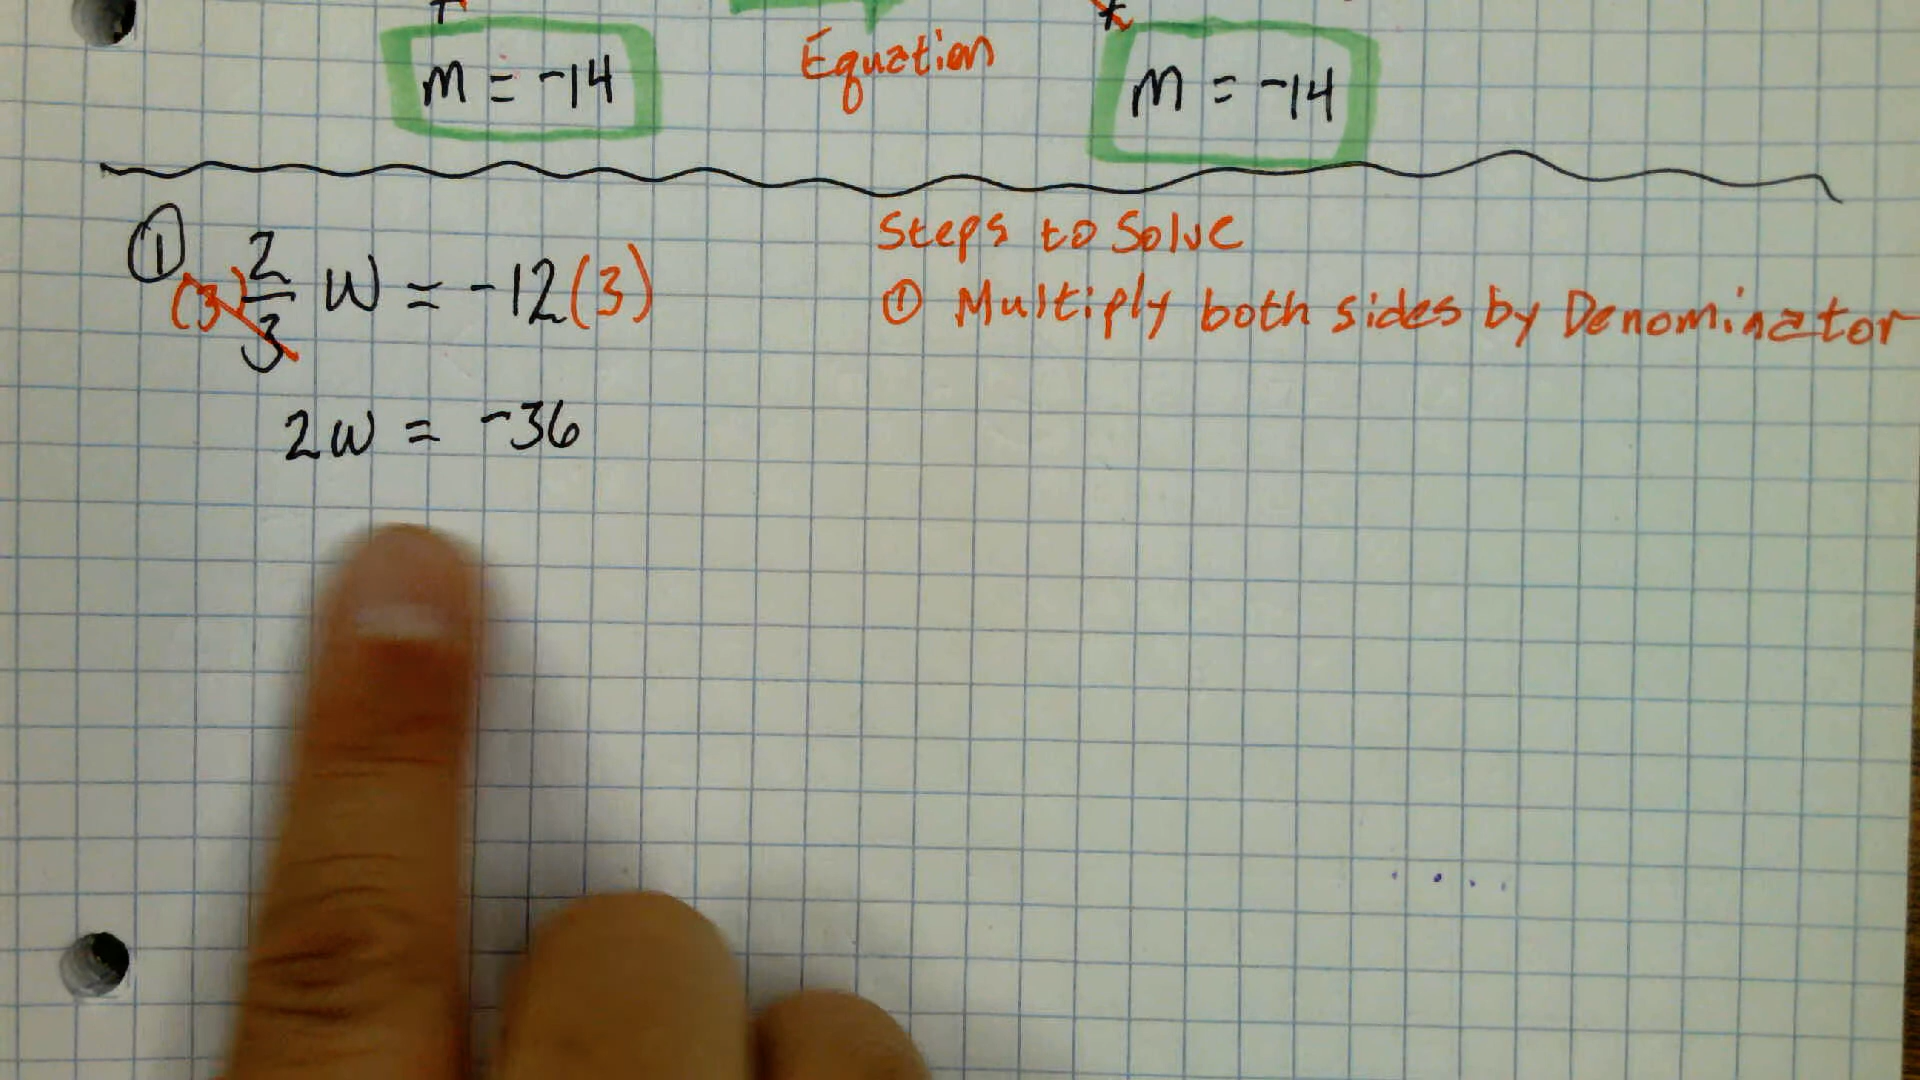 m = -14
Equation
m = -14
① 2/3 w = -12(3)
(3)
2w = -36
Steps to Solve
① Multiply both sides by Denominator